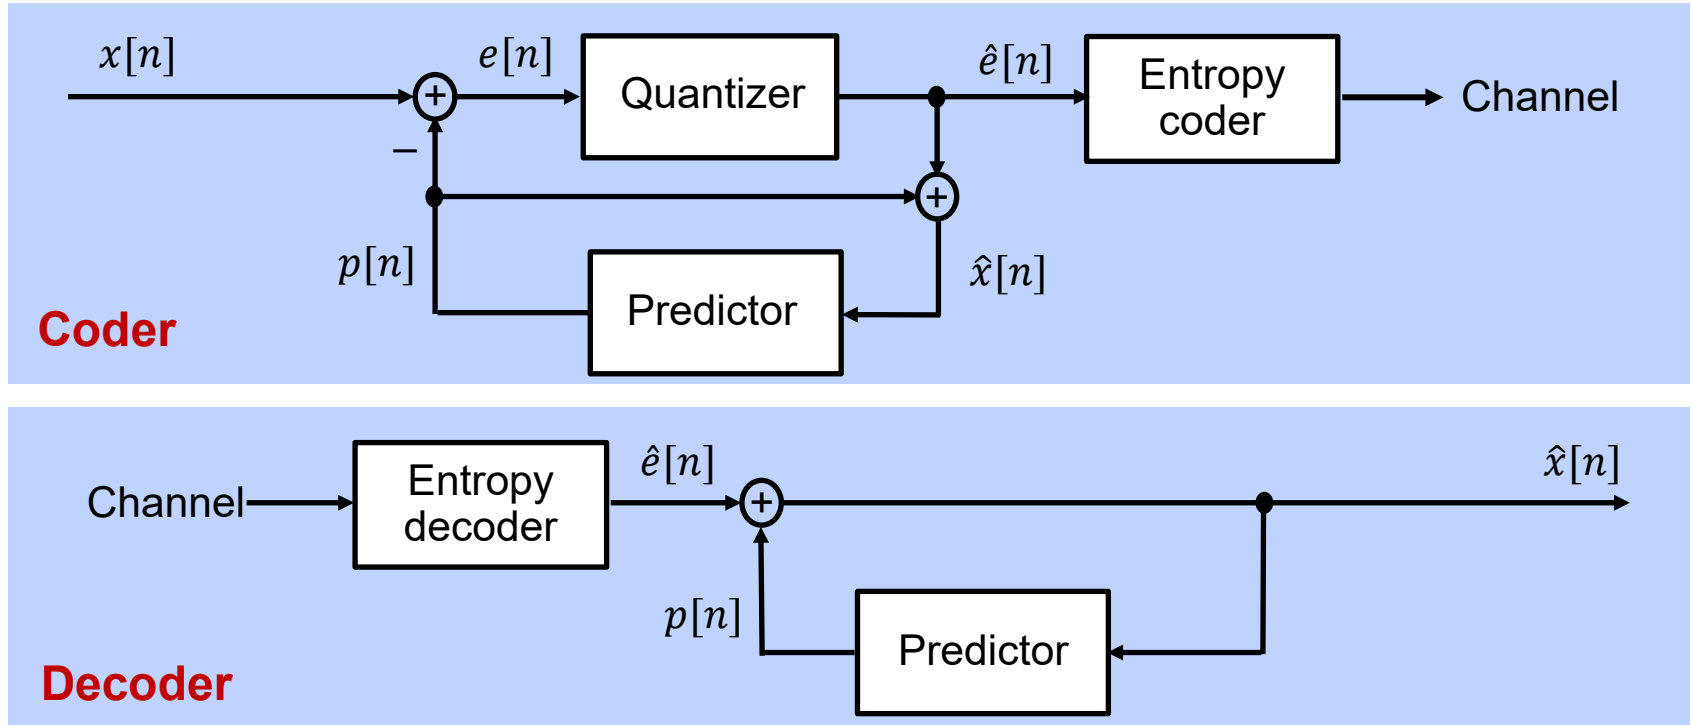 x[n]
e[n]
Quantizer
ê[n]
Entropy
coder
Channel
+
−
+
p[n]
Predictor
x̂[n]
Coder
Channel
Entropy
decoder
ê[n]
+
x̂[n]
p[n]
Predictor
Decoder